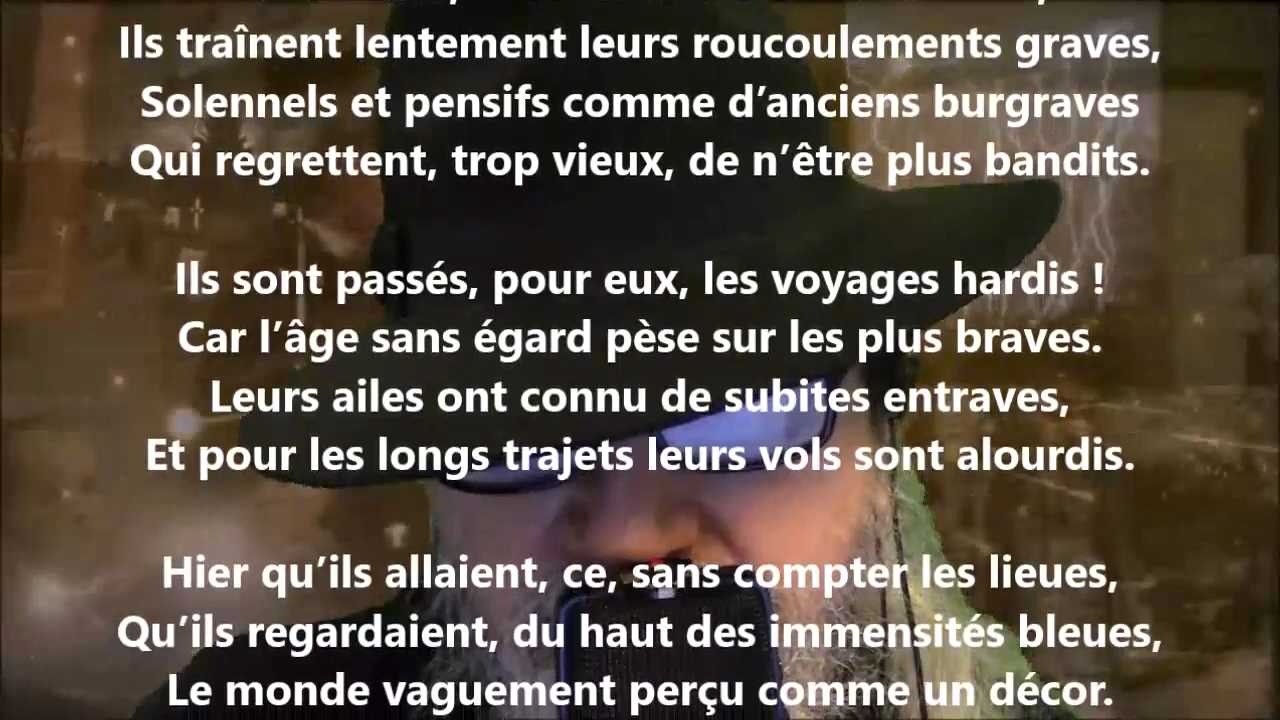 Ils traînent lentement leurs roucoulements graves,
Solennels et pensifs comme d’anciens burgraves
Qui regrettent, trop vieux, de n’être plus bandits.
Ils sont passés, pour eux, les voyages hardis !
Car l’âge sans égard pèse sur les plus braves.
Leurs ailes ont connu de subites entraves,
Et pour les longs trajets leurs vols sont alourdis.
Hier qu’ils allaient, ce, sans compter les lieues,
Qu’ils regardaient, du haut des immensités bleues,
Le monde vaguement perçu comme un décor.